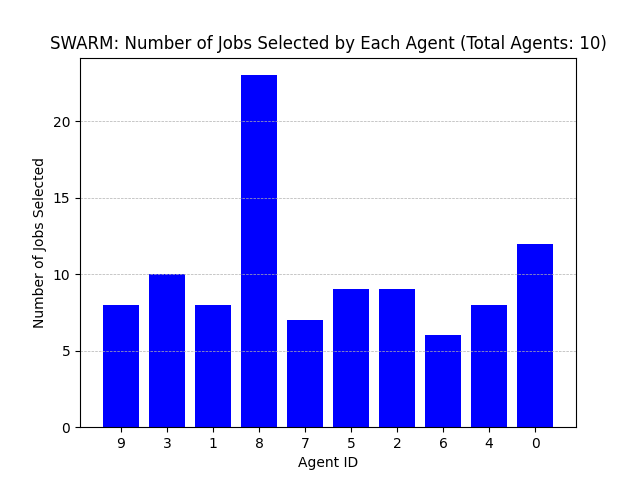 SWARM: Number of Jobs Selected by Each Agent (Total Agents: 10)
Number of Jobs Selected
20
15
10
5
0
9 3 1 8 7 5 2 6 4 0
Agent ID